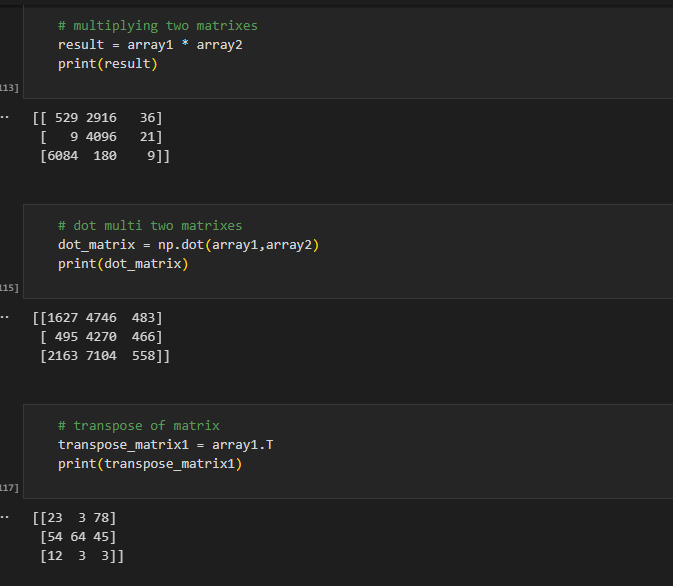 # multiplying two matrixes
result = array1 * array2
print(result)
113]
[[ 529 2916   36]
 [   9 4096   21]
 [6084  180    9]]
# dot multi two matrixes
dot_matrix = np.dot(array1,array2)
print(dot_matrix)
115]
[[1627 4746  483]
 [ 495 4270  466]
 [2163 7104  558]]
# transpose of matrix
transpose_matrix1 = array1.T
print(transpose_matrix1)
117]
[[23  3 78]
 [54 64 45]
 [12  3  3]]